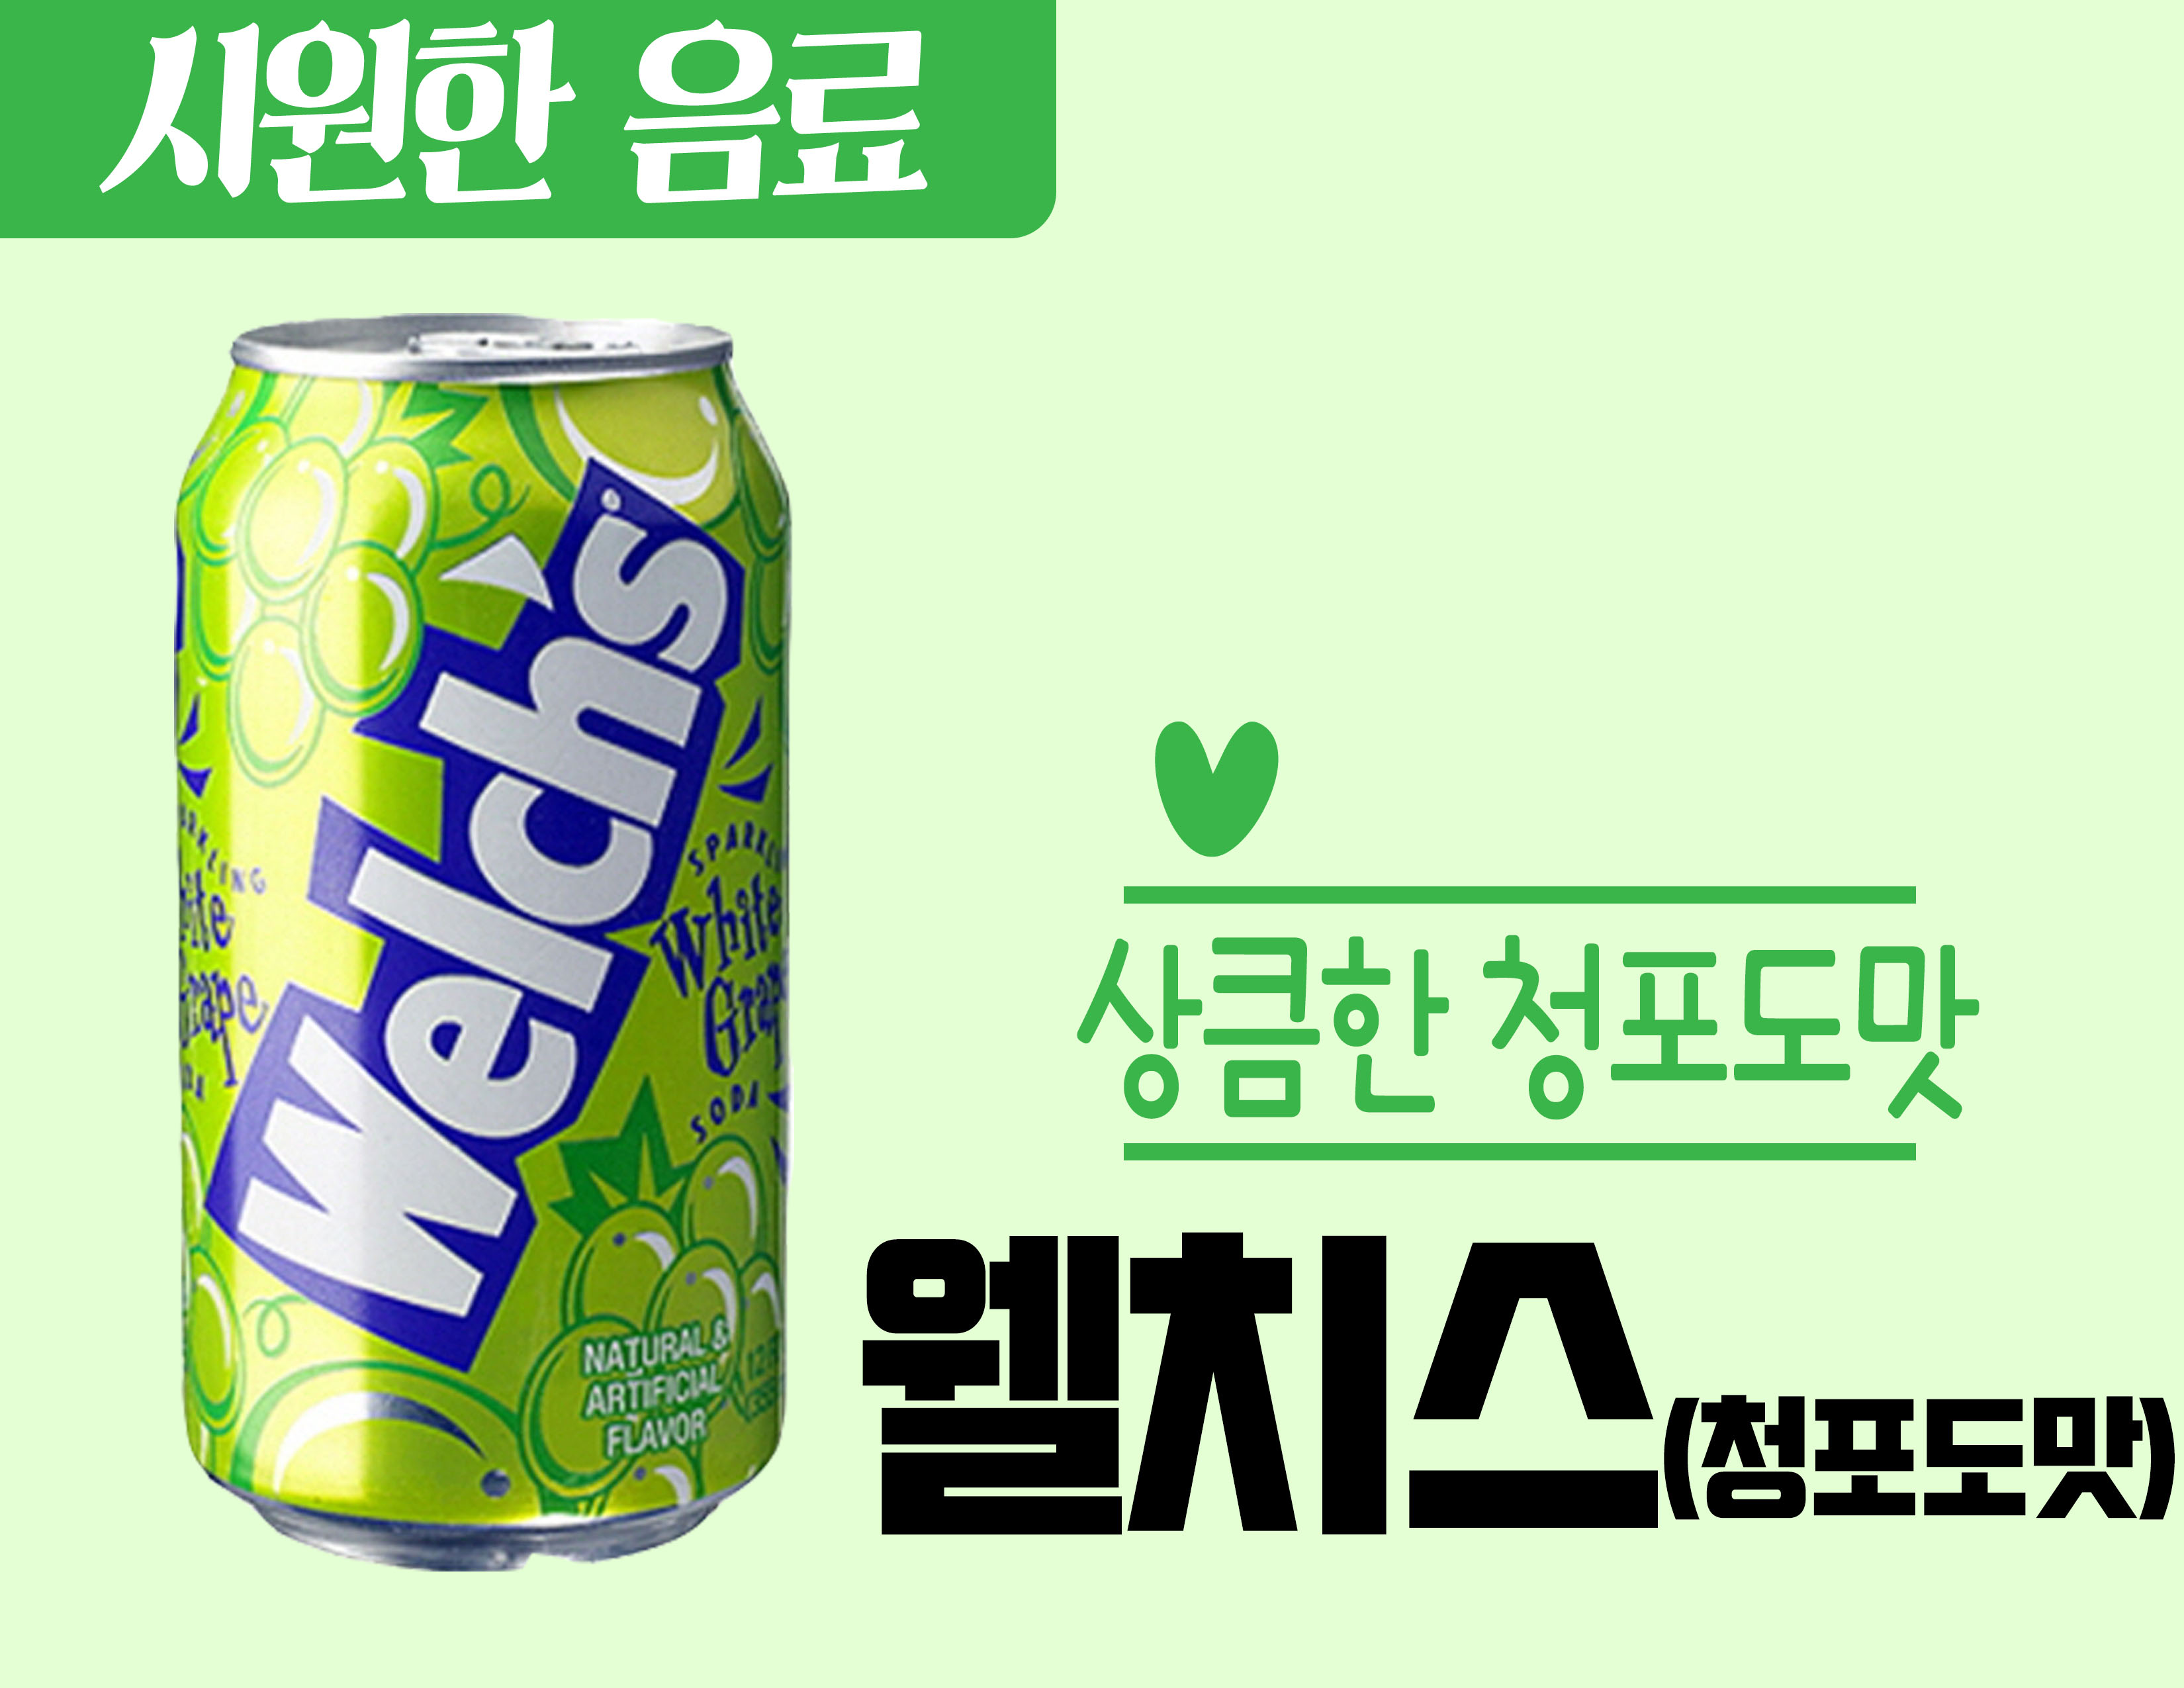 시원한 음료
Welch's
SPARKLING
White
Grape
SODA
NATURAL &
ARTIFICIAL
FLAVOR
상큼한 청포도맛
웰치스(청포도맛)